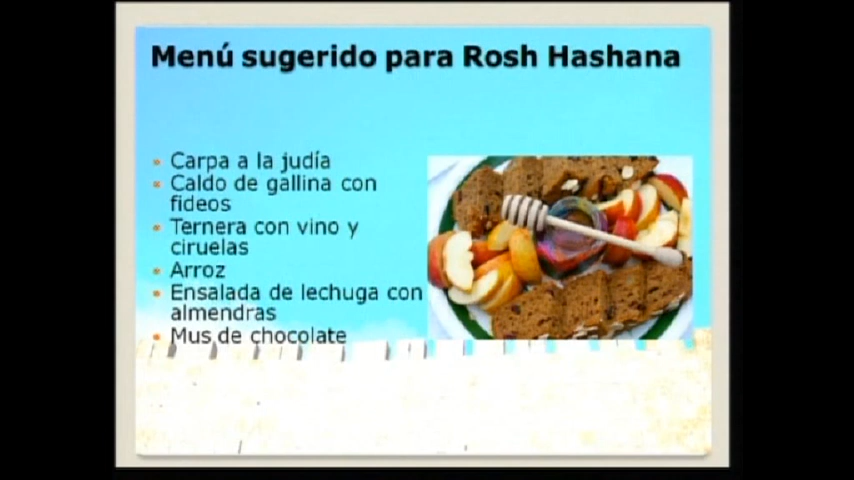 Menú sugerido para Rosh Hashana
Carpa a la judía
Caldo de gallina con
fideos
Ternera con vino y
ciruelas
Arroz
Ensalada de lechuga con
almendras
Mus de chocolate